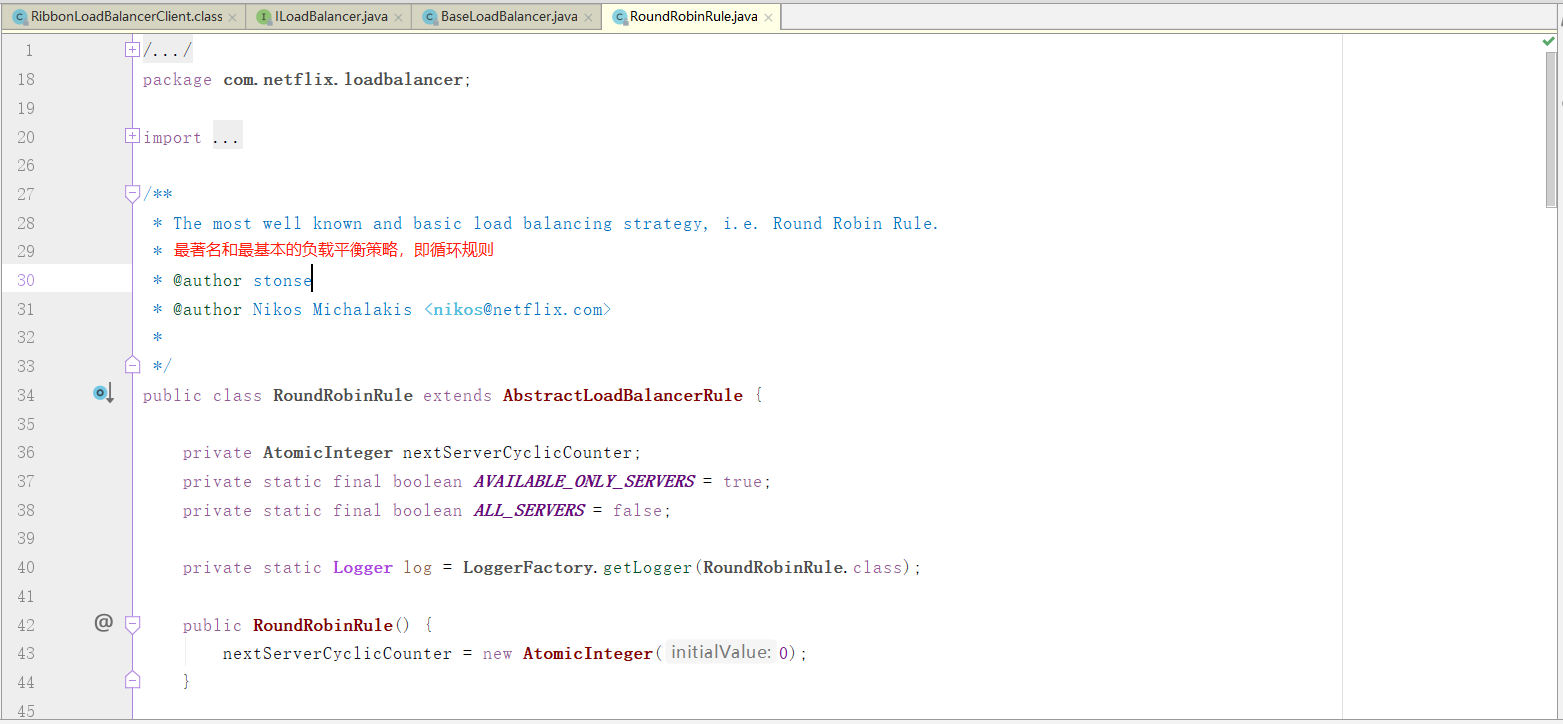 RibbonLoadBalancerClient.class ILoadBalancer.java BaseLoadBalancer.java RoundRobinRule.java
1 /.../
18 package com.netflix.loadbalancer;
19
20 import ...
26
27 /**
28 * The most well known and basic load balancing strategy, i.e. Round Robin Rule.
29 * 最著名和最基本的负载平衡策略，即循环规则
30 * @author stonse
31 * @author Nikos Michalakis <nikos@netflix.com>
32 *
33 */
34 public class RoundRobinRule extends AbstractLoadBalancerRule {
35
36 private AtomicInteger nextServerCyclicCounter;
37 private static final boolean AVAILABLE_ONLY_SERVERS = true;
38 private static final boolean ALL_SERVERS = false;
39
40 private static Logger log = LoggerFactory.getLogger(RoundRobinRule.class);
41
42 public RoundRobinRule() {
43 nextServerCyclicCounter = new AtomicInteger( initialValue: 0);
44 }
45